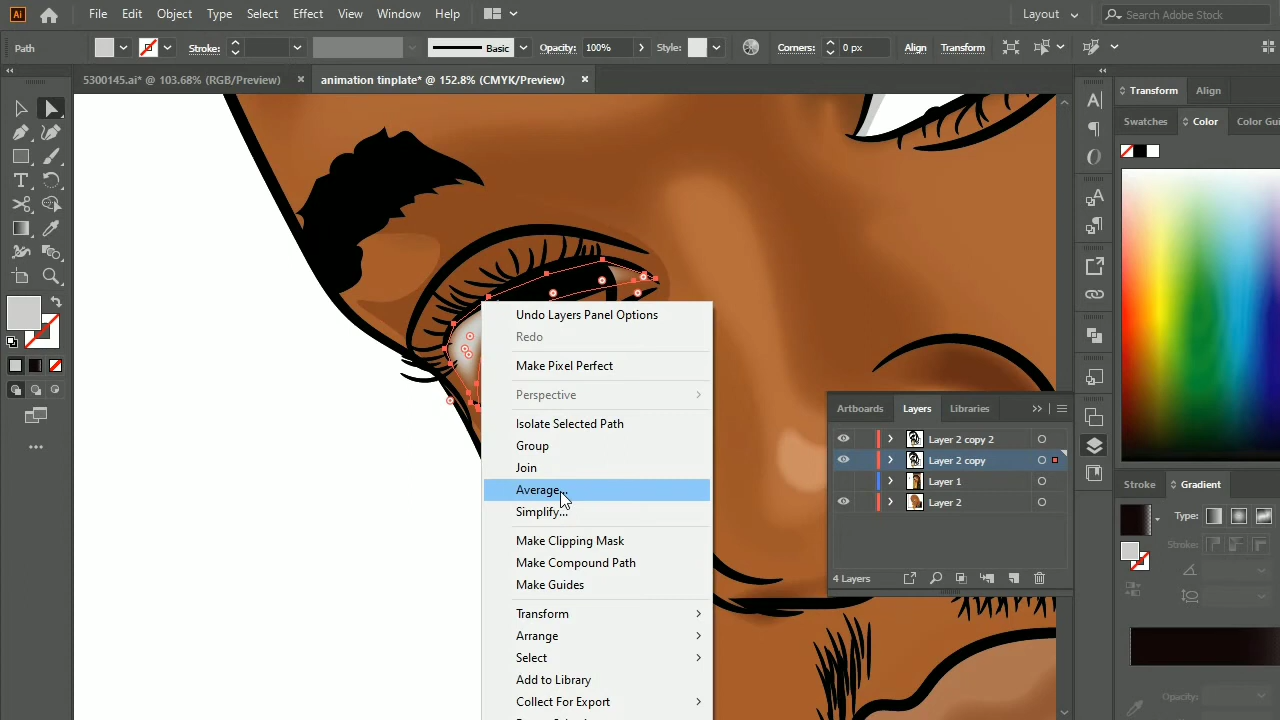 Ai File Edit Object Type Select Effect View Window Help Layout Search Adobe Stock
Path Stroke: Basic Opacity: 100% Style: Corners: 0 px Align Transform
5300145.ai* @ 103.68% (RGB/Preview) × animation tinplate* @ 152.8% (CMYK/Preview) ×
Transform Align
Swatches Color Color Gui
Undo Layers Panel Options
Redo
Make Pixel Perfect
Perspective
Isolate Selected Path
Group
Join
Average...
Simplify...
Make Clipping Mask
Make Compound Path
Make Guides
Transform
Arrange
Select
Add to Library
Collect For Export
Artboards Layers Libraries
Layer 2 copy 2
Layer 2 copy
Layer 1
Layer 2
4 Layers
Stroke Gradient
Type:
Stroke:
Opacity: